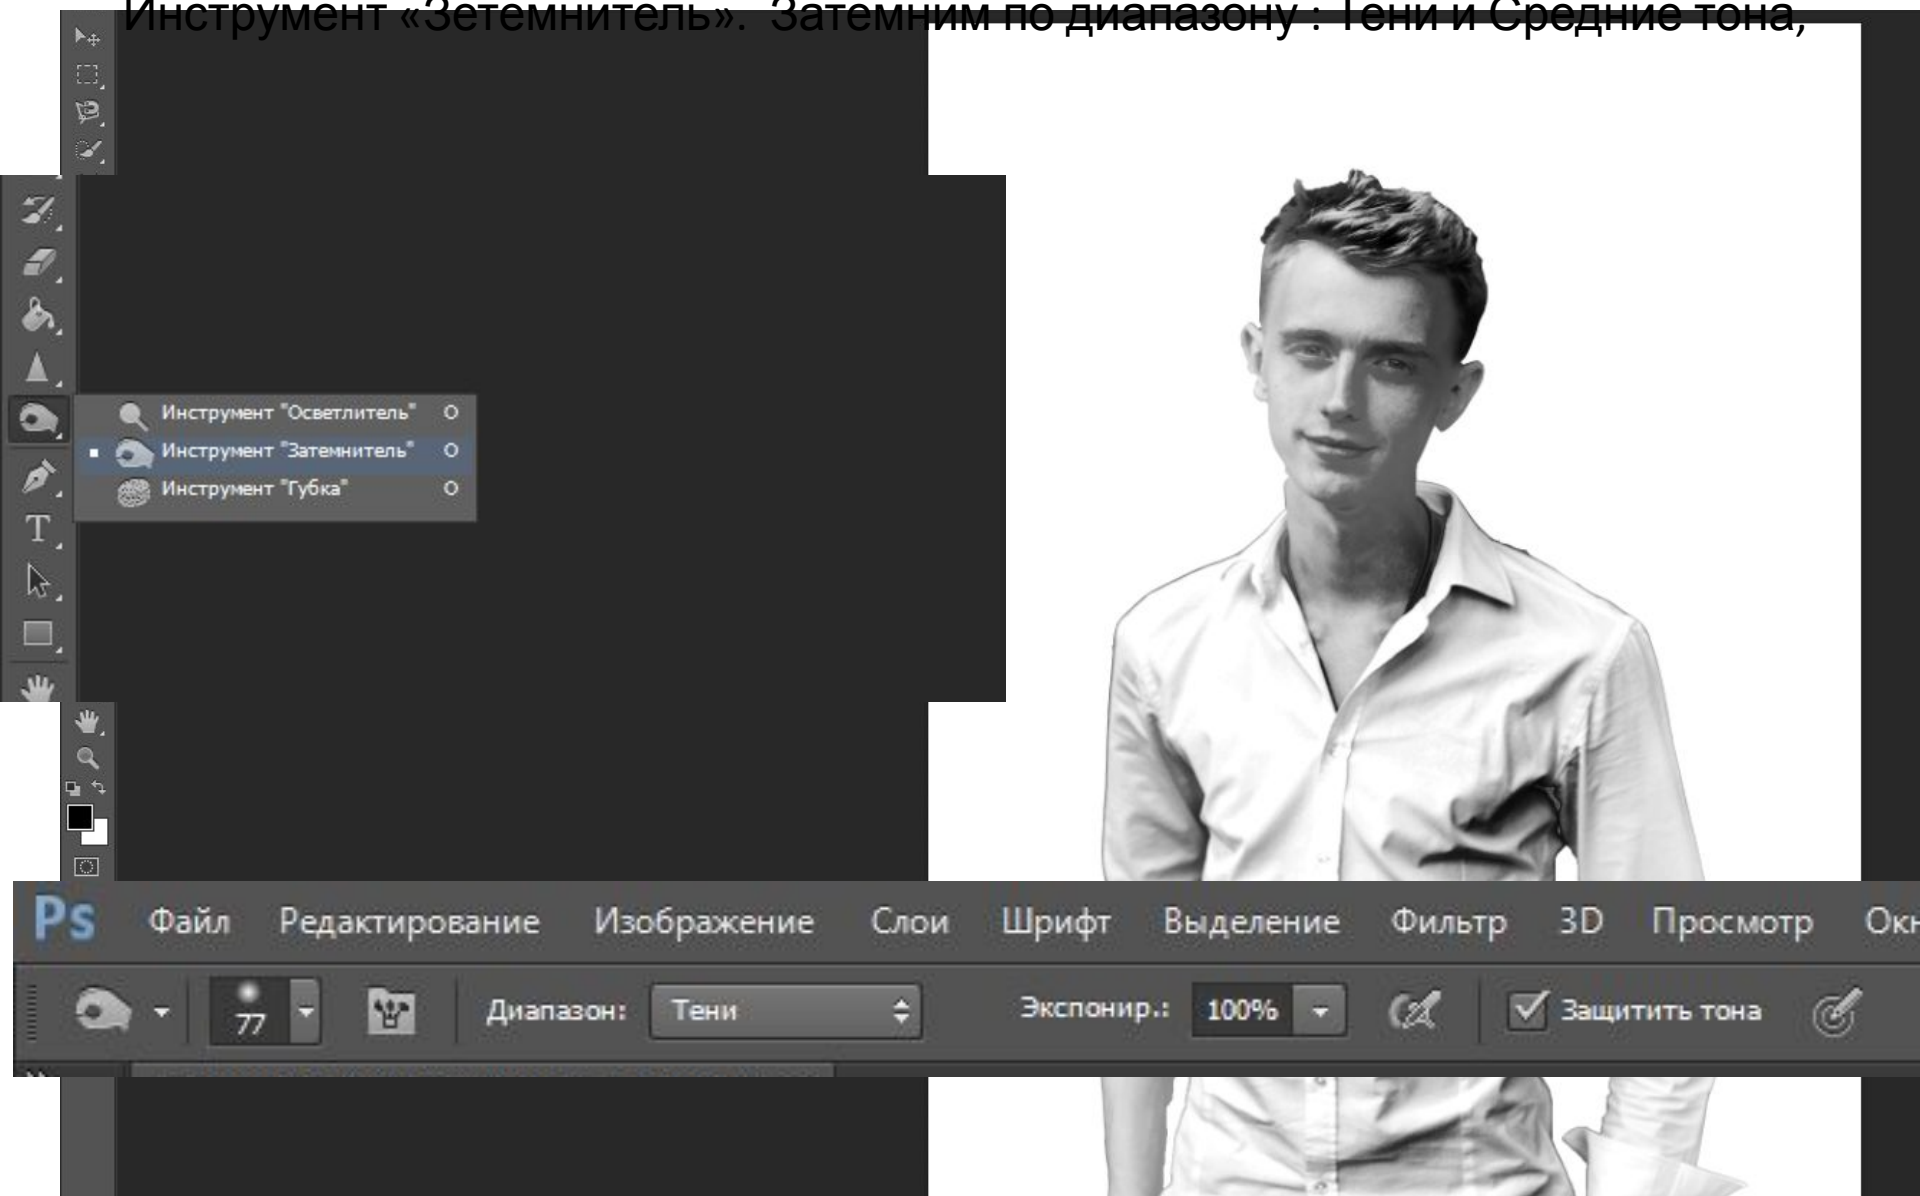 Инструмент «Зетемнитель». Затемним по диапазону : Тени и Средние тона,
Инструмент "Осветлитель" O
Инструмент "Затемнитель" O
Инструмент "Губка" O
T
Ps Файл Редактирование Изображение Слои Шрифт Выделение Фильтр 3D Просмотр
77 Диапазон: Тени Экспонир.: 100% Защитить тона